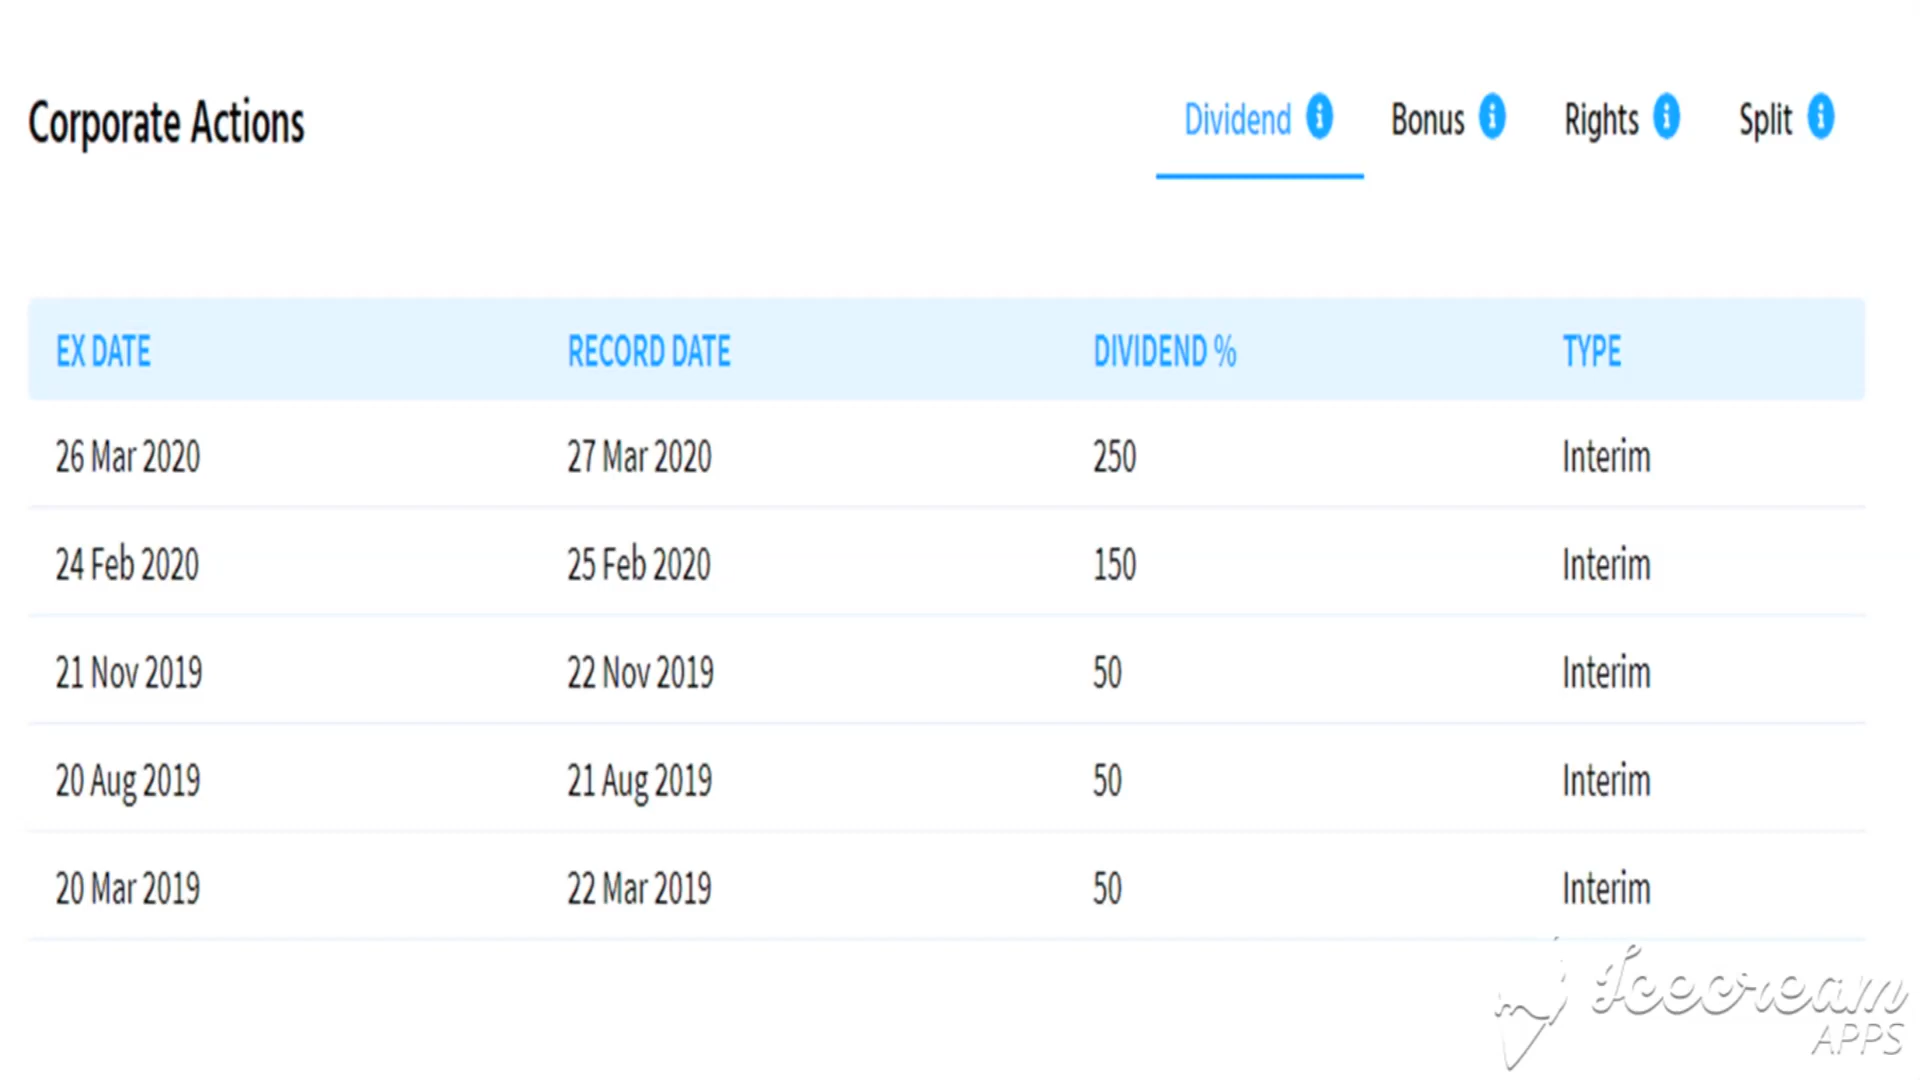 Corporate Actions Dividend Bonus Rights Split
EX DATE RECORD DATE DIVIDEND % TYPE
26 Mar 2020 27 Mar 2020 250 Interim
24 Feb 2020 25 Feb 2020 150 Interim
21 Nov 2019 22 Nov 2019 50 Interim
20 Aug 2019 21 Aug 2019 50 Interim
20 Mar 2019 22 Mar 2019 50 Interim
Icecream
APPS